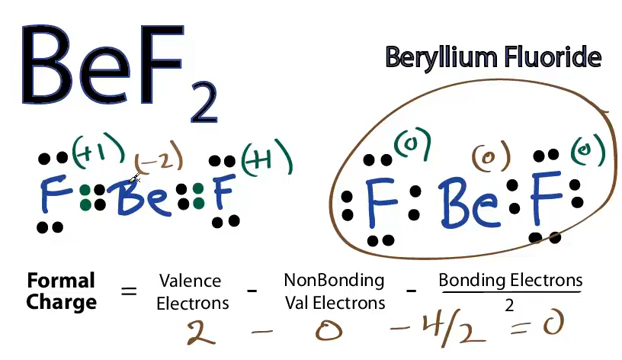 BeF2
Beryllium Fluoride
(+1) (-2) (+1)
F Be F
(0) (0) (0)
F Be F
Formal Charge = Valence Electrons - NonBonding Val Electrons - Bonding Electrons / 2
2 - 0 - 4/2 = 0